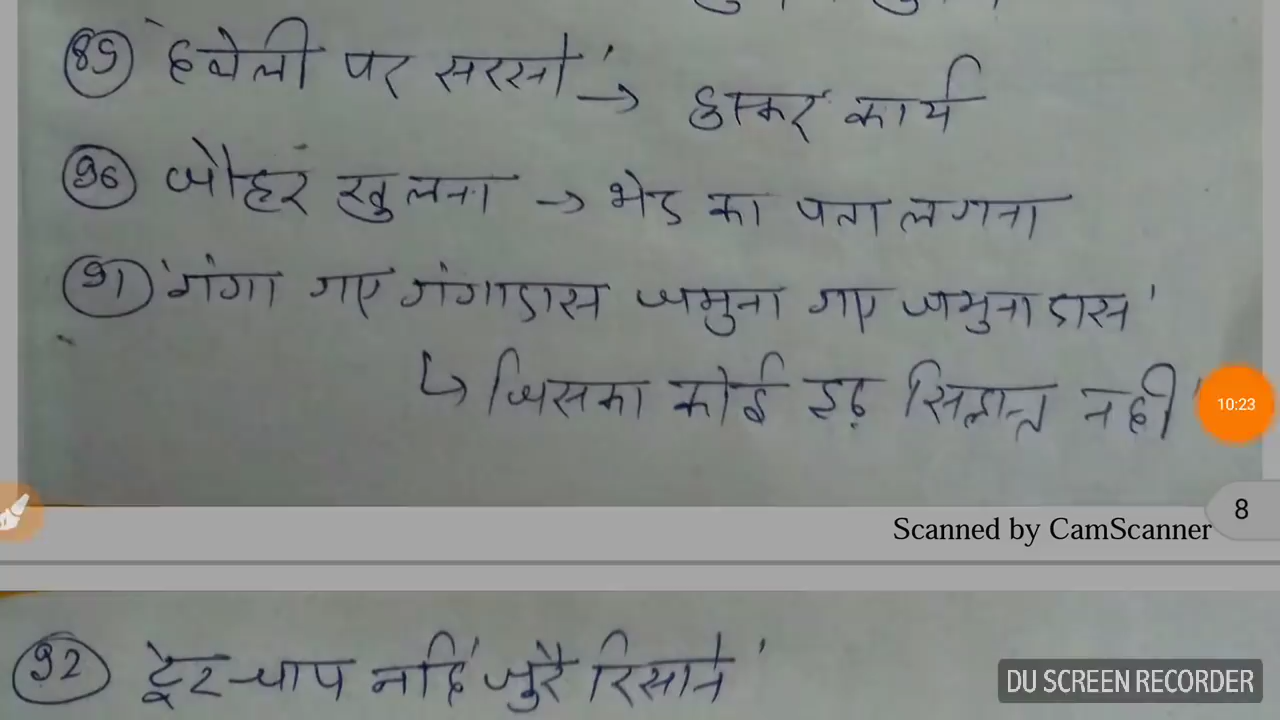 89 'हथेली पर सरसों' → दुष्कर कार्य
90 जौहर खुलना → भेद का पता लगना
91 'गंगा गए गंगादास जमुना गए जमुनादास'
↳ जिसका कोई दृढ़ सिद्धान्त नही'
10:23
8
Scanned by CamScanner
92 टूट चाप नहिं जुरै रिसाने'
DU SCREEN RECORDER